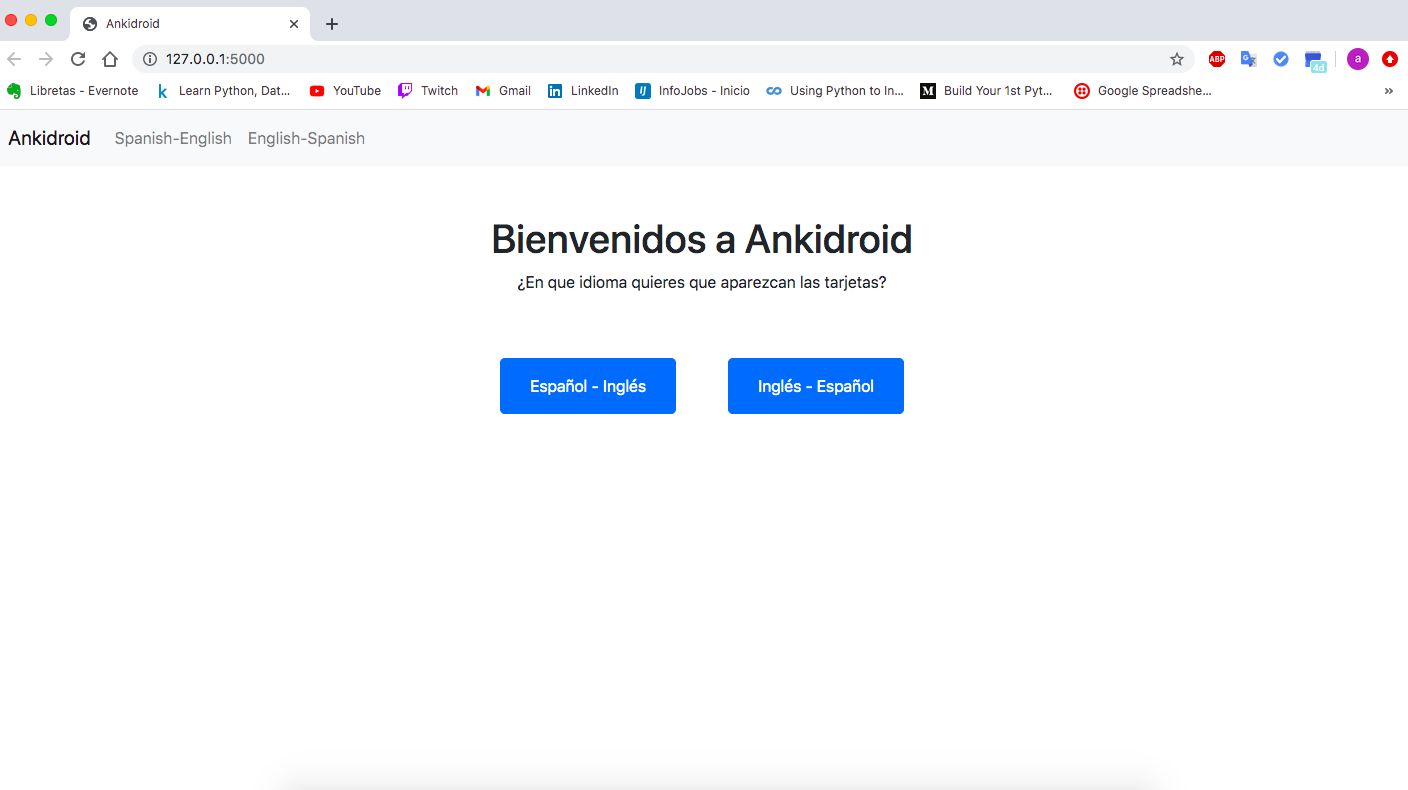 Ankidroid
127.0.0.1:5000
ABP
4d
a
Libretas - Evernote
Learn Python, Dat...
YouTube
Twitch
Gmail
LinkedIn
InfoJobs - Inicio
Using Python to In...
Build Your 1st Pyt...
Google Spreadshe...
»
Ankidroid Spanish-English English-Spanish
Bienvenidos a Ankidroid
¿En que idioma quieres que aparezcan las tarjetas?
Español - Inglés
Inglés - Español